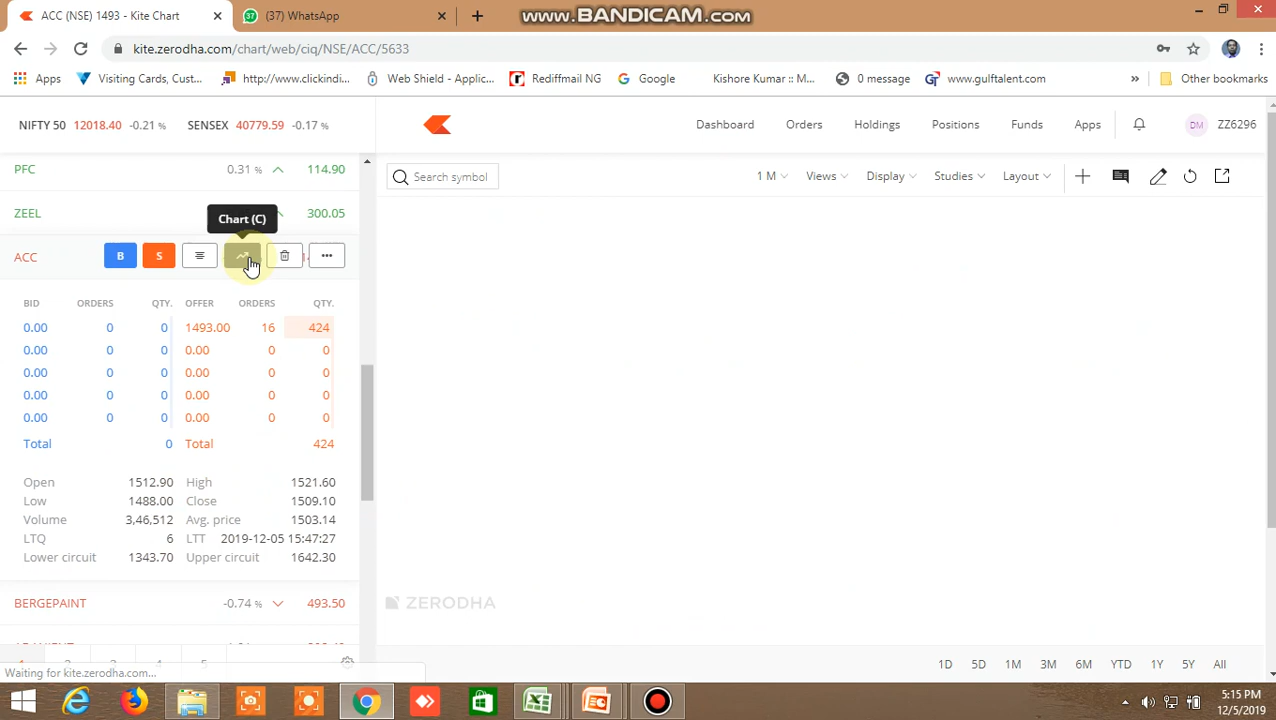 ACC (NSE) 1493 - Kite Chart
(37) WhatsApp
www.BANDICAM.com
kite.zerodha.com/chart/web/ciq/NSE/ACC/5633
Apps
Visiting Cards, Cust...
http://www.clickindi...
Web Shield - Applic...
Rediffmail NG
Google
Kishore Kumar :: M...
0 message
www.gulftalent.com
»
Other bookmarks
NIFTY 50 12018.40 -0.21 % SENSEX 40779.59 -0.17 %
Dashboard Orders Holdings Positions Funds Apps DM ZZ6296
PFC 0.31 % 114.90
Search symbol 1 M Views Display Studies Layout
ZEEL 300.05
Chart (C)
ACC B S
BID ORDERS QTY. OFFER ORDERS QTY.
0.00 0 0 1493.00 16 424
0.00 0 0 0.00 0 0
0.00 0 0 0.00 0 0
0.00 0 0 0.00 0 0
0.00 0 0 0.00 0 0
Total 0 Total 424
Open 1512.90 High 1521.60
Low 1488.00 Close 1509.10
Volume 3,46,512 Avg. price 1503.14
LTQ 6 LTT 2019-12-05 15:47:27
Lower circuit 1343.70 Upper circuit 1642.30
BERGEPAINT -0.74 % 493.50
ZERODHA
1D 5D 1M 3M 6M YTD 1Y 5Y All
Waiting for kite.zerodha.com...
5:15 PM
12/5/2019